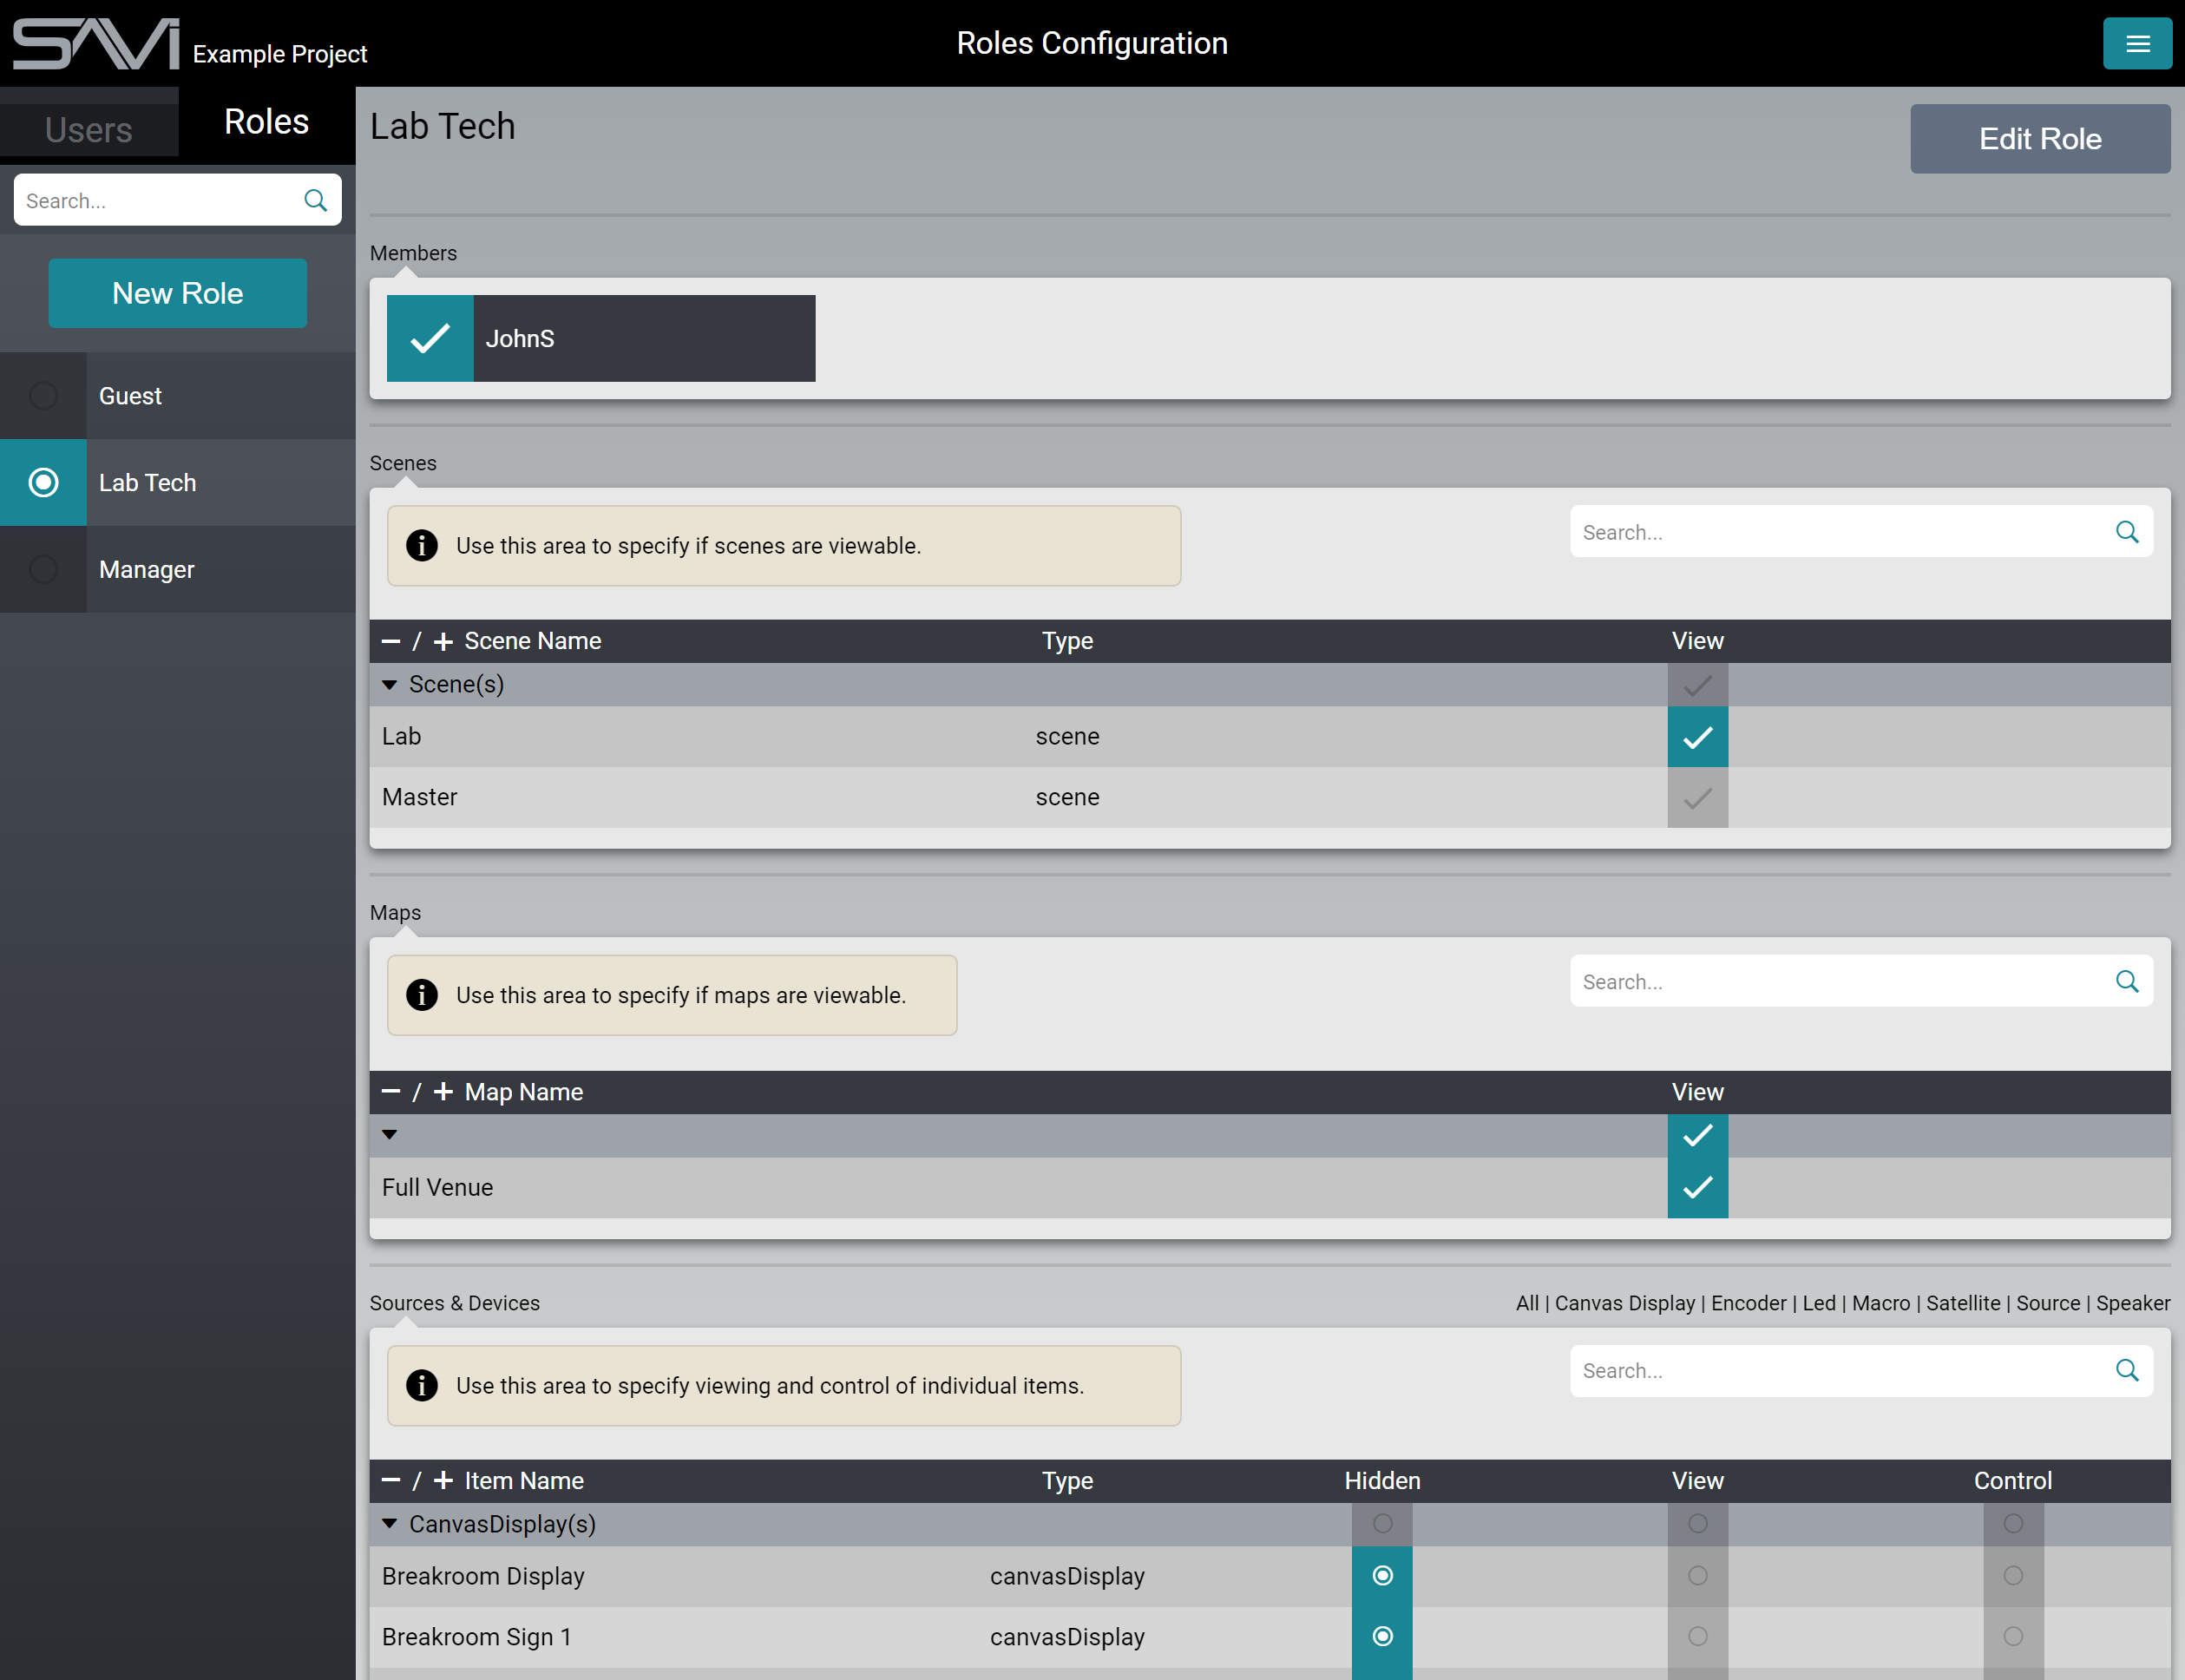 SAVI Example Project
Roles Configuration
Users
Roles
Search...
New Role
Guest
Lab Tech
Manager
Lab Tech
Edit Role
Members
JohnS
Scenes
Use this area to specify if scenes are viewable.
Search...
− / + Scene Name Type View
Scene(s)
Lab scene
Master scene
Maps
Use this area to specify if maps are viewable.
Search...
− / + Map Name View
Full Venue
Sources & Devices
All | Canvas Display | Encoder | Led | Macro | Satellite | Source | Speaker
Use this area to specify viewing and control of individual items.
Search...
− / + Item Name Type Hidden View Control
CanvasDisplay(s)
Breakroom Display canvasDisplay
Breakroom Sign 1 canvasDisplay